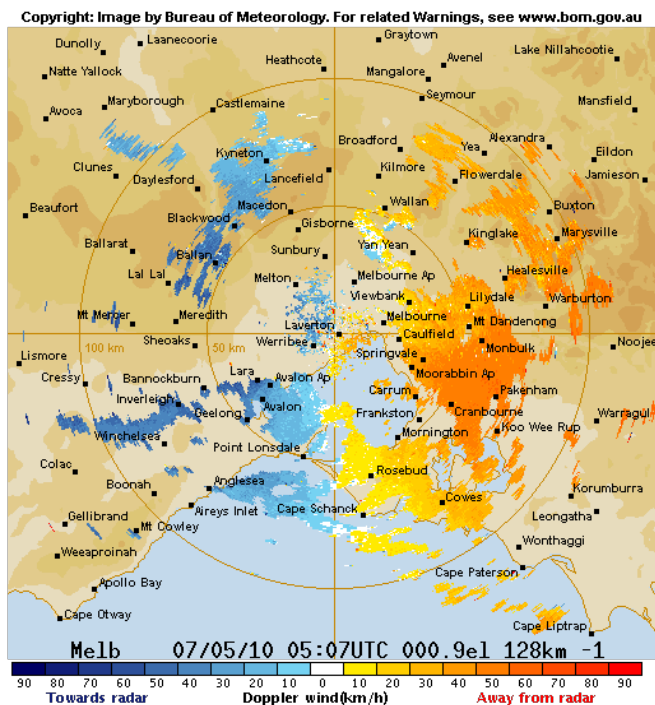 Copyright: Image by Bureau of Meteorology. For related Warnings, see www.bom.gov.au
Graytown
Laanecoorie
Dunolly
Lake Nillahcootie
Heathcote
Avenel
Natte Yallock
Mangalore
Seymour
Maryborough
Castlemaine
Mansfield
Avoca
Broadford
Alexandra
Yea
Kyneton
Eildon
Clunes
Lancefield
Kilmore
Flowerdale
Jamieson
Daylesford
Macedon
Wallan
Buxton
Beaufort
Blackwood
Gisborne
Kinglake
Marysville
Ballarat
Yan Yean
Sunbury
Ballan
Lal Lal
Melton
Melbourne Ap
Healesville
Viewbank
Lilydale
Warburton
Mt Mercer
Meredith
Laverton
Melbourne
Mt Dandenong
Caulfield
Sheoaks
Werribee
Monbulk
Noojee
100 km
50 km
Springvale
Lismore
Moorabbin Ap
Lara
Avalon Ap
Cressy
Bannockburn
Carrum
Pakenham
Inverleigh
Avalon
Geelong
Frankston
Cranbourne
Warragul
Winchelsea
Mornington
Koo Wee Rup
Point Lonsdale
Colac
Rosebud
Boonah
Anglesea
Korumburra
Cowes
Gellibrand
Aireys Inlet
Cape Schanck
Leongatha
Mt Cowley
Weeaproinah
Wonthaggi
Cape Paterson
Apollo Bay
Cape Otway
Cape Liptrap
Melb 07/05/10 05:07UTC 000.9el 128km -1
90 80 70 60 50 40 30 20 10 0 10 20 30 40 50 60 70 80 90
Towards radar Doppler wind(km/h) Away from radar